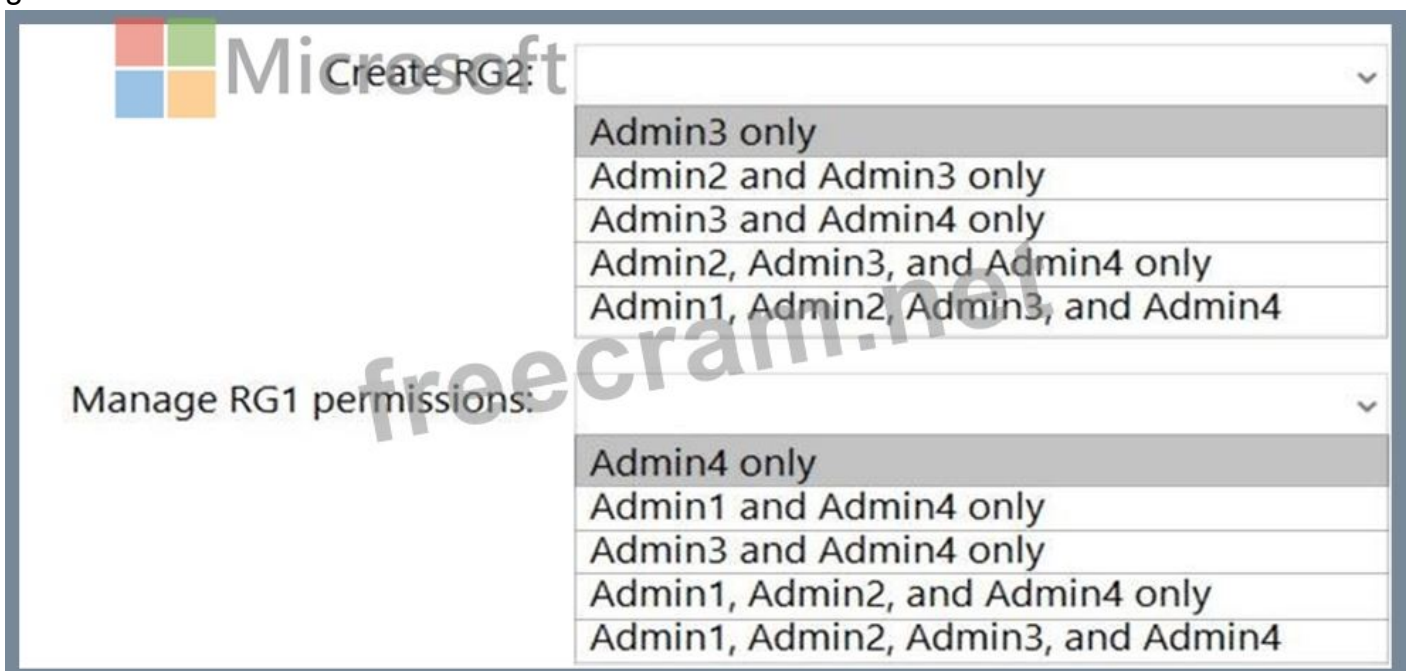 Microsoft
Create RG2:
Admin3 only
Admin2 and Admin3 only
Admin3 and Admin4 only
Admin2, Admin3, and Admin4 only
Admin1, Admin2, Admin3, and Admin4
freecram.net
Manage RG1 permissions:
Admin4 only
Admin1 and Admin4 only
Admin3 and Admin4 only
Admin1, Admin2, and Admin4 only
Admin1, Admin2, Admin3, and Admin4